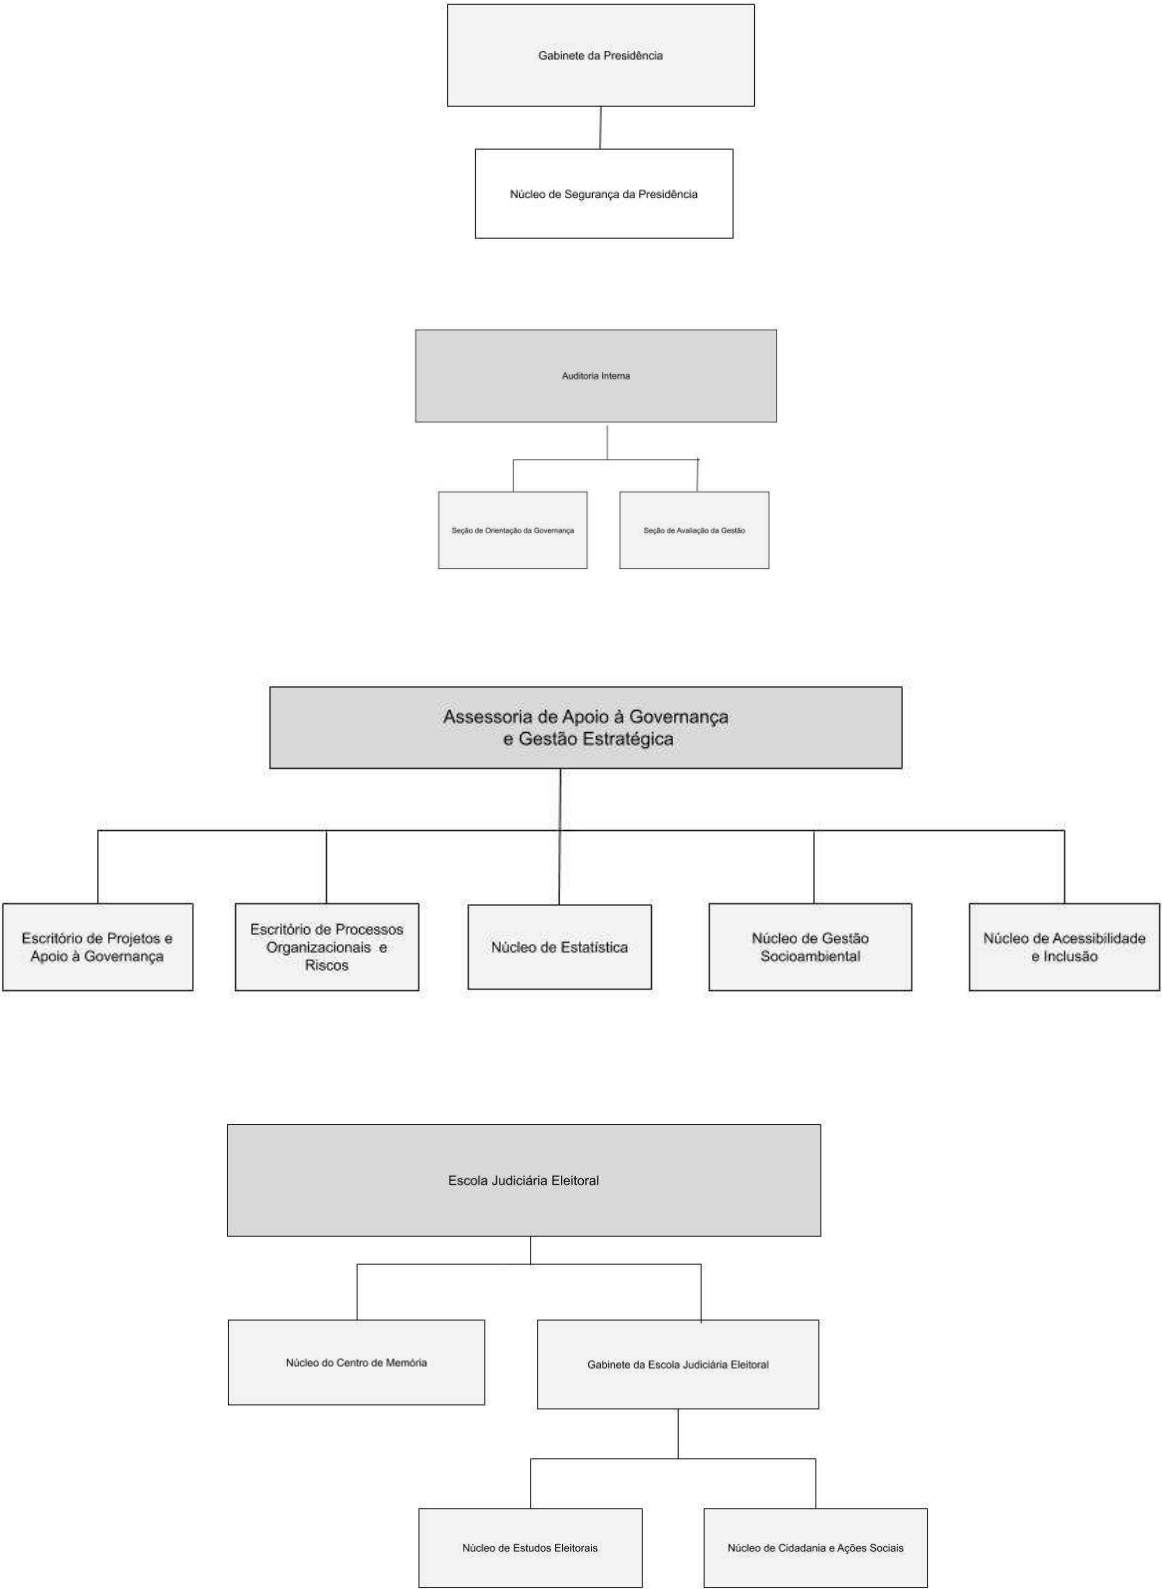 Gabinete da Presidência
Núcleo de Segurança da Presidência
Auditoria Interna
Seção de Orientação da Governança
Seção de Avaliação da Gestão
Assessoria de Apoio à Governança
e Gestão Estratégica
Escritório de Projetos e
Apoio à Governança
Escritório de Processos
Organizacionais e
Riscos
Núcleo de Estatística
Núcleo de Gestão
Socioambiental
Núcleo de Acessibilidade
e Inclusão
Escola Judiciária Eleitoral
Núcleo do Centro de Memória
Gabinete da Escola Judiciária Eleitoral
Núcleo de Estudos Eleitorais
Núcleo de Cidadania e Ações Sociais